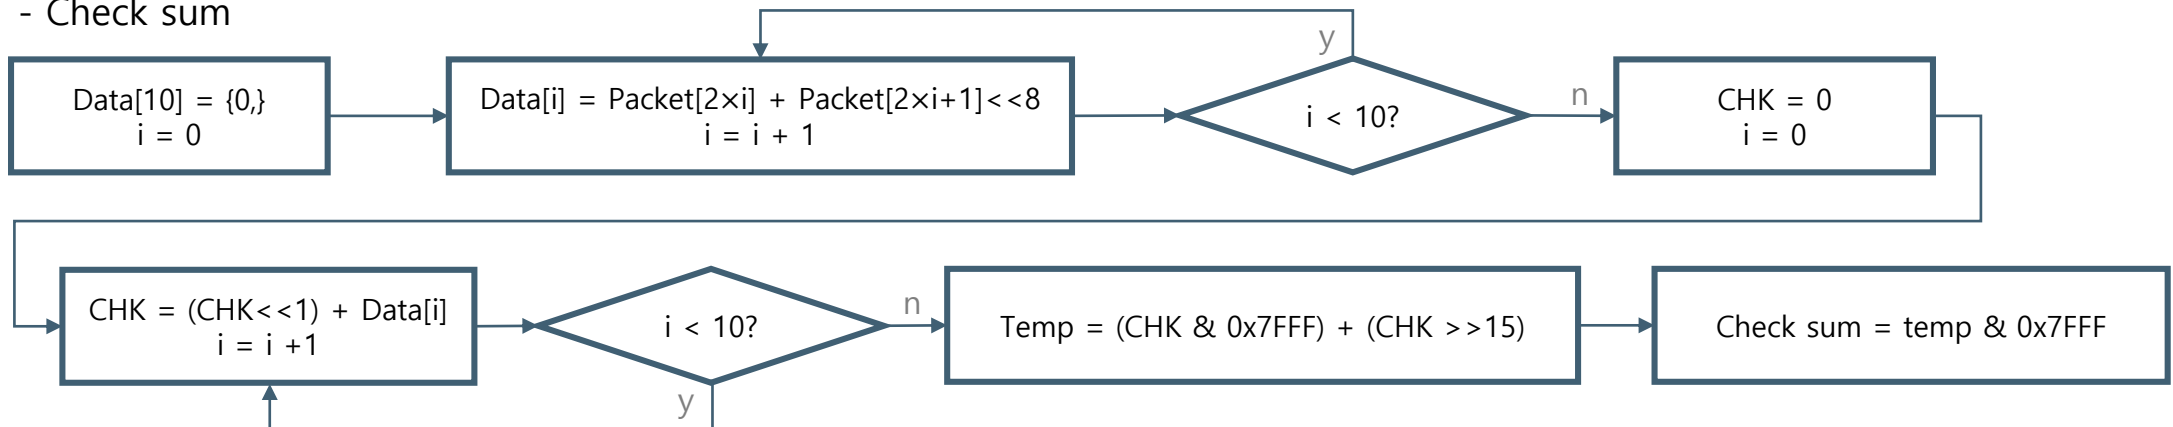 - Check sum
Data[10] = {0,}
i = 0
Data[i] = Packet[2×i] + Packet[2×i+1]<<8
i = i + 1
y
i < 10?
n
CHK = 0
i = 0
CHK = (CHK<<1) + Data[i]
i = i +1
i < 10?
y
n
Temp = (CHK & 0x7FFF) + (CHK >>15)
Check sum = temp & 0x7FFF